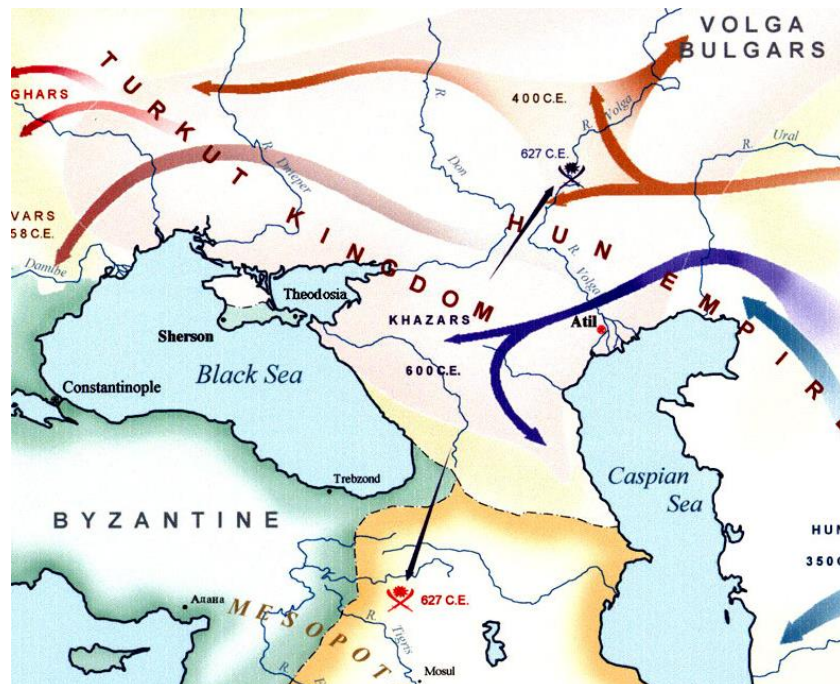 VOLGA
BULGARS
TURKUT KINGDOM
GHARS
400 C.E.
R. Volga
R. Ural
R. Don
R. Dnieper
627 C.E.
HUN EMPIR
VARS
58 C.E.
Danube
R. Volga
Theodosia
KHAZARS
Atil
Sherson
Black Sea
600 C.E.
Constantinople
Caspian
Sea
Trebzond
BYZANTINE
HUN
350
Адана
627 C.E.
MESOPOT
R. Tigris
R.
Mosul